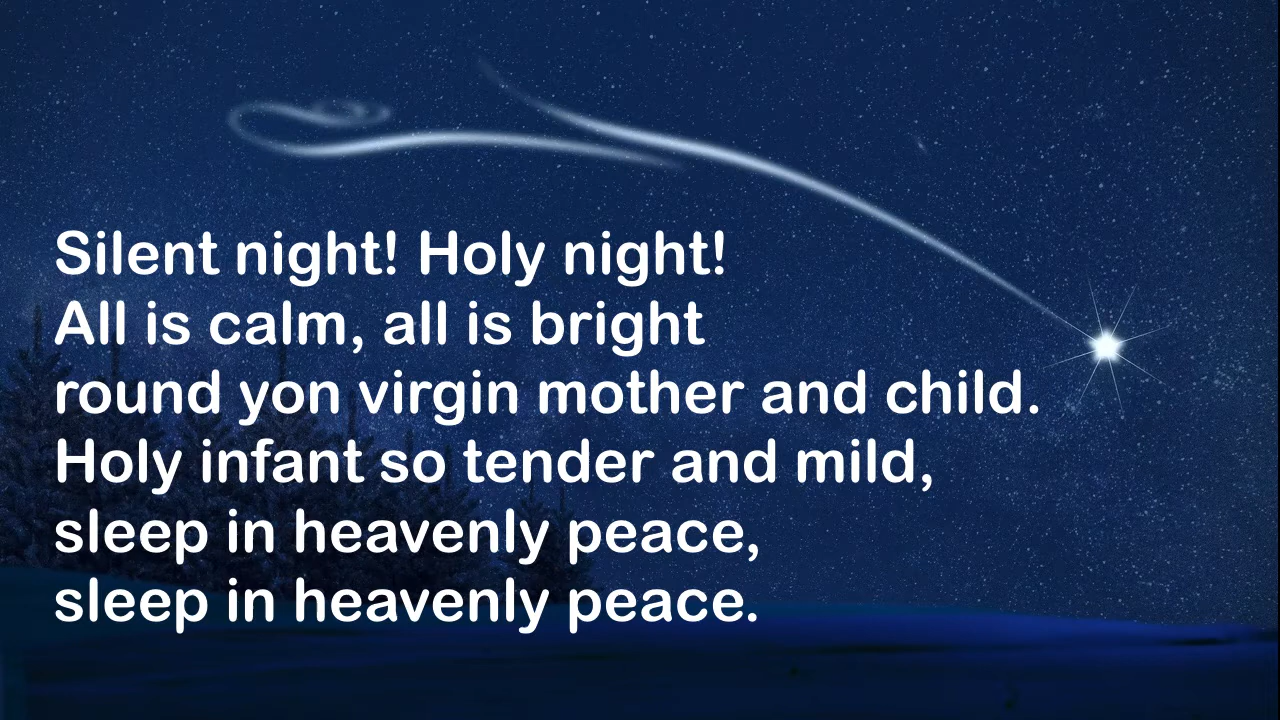 Silent night! Holy night!
All is calm, all is bright
round yon virgin mother and child.
Holy infant so tender and mild,
sleep in heavenly peace,
sleep in heavenly peace.